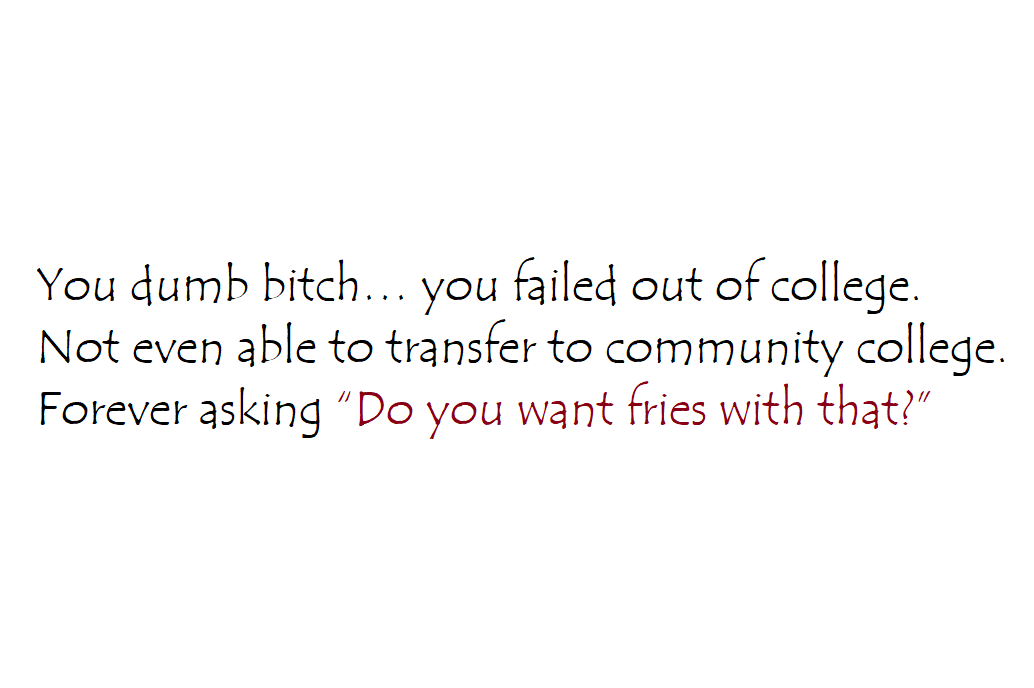 You dumb bitch... you failed out of college.
Not even able to transfer to community college.
Forever asking “Do you want fries with that?”